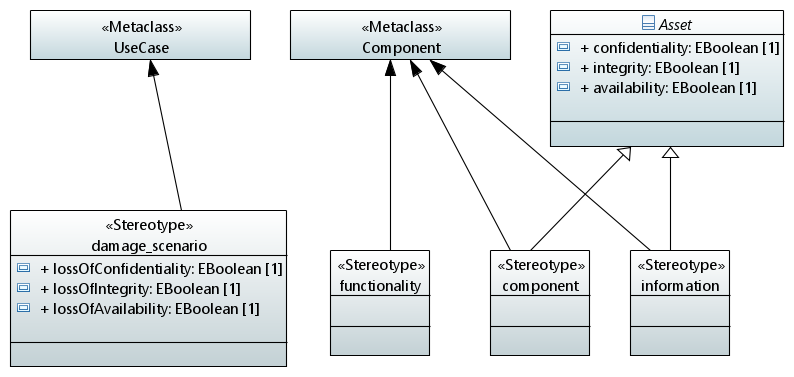 «Metaclass»
UseCase
«Metaclass»
Component
Asset
+ confidentiality: EBoolean [1]
+ integrity: EBoolean [1]
+ availability: EBoolean [1]
«Stereotype»
damage_scenario
+ lossOfConfidentiality: EBoolean [1]
+ lossOfIntegrity: EBoolean [1]
+ lossOfAvailability: EBoolean [1]
«Stereotype»
functionality
«Stereotype»
component
«Stereotype»
information